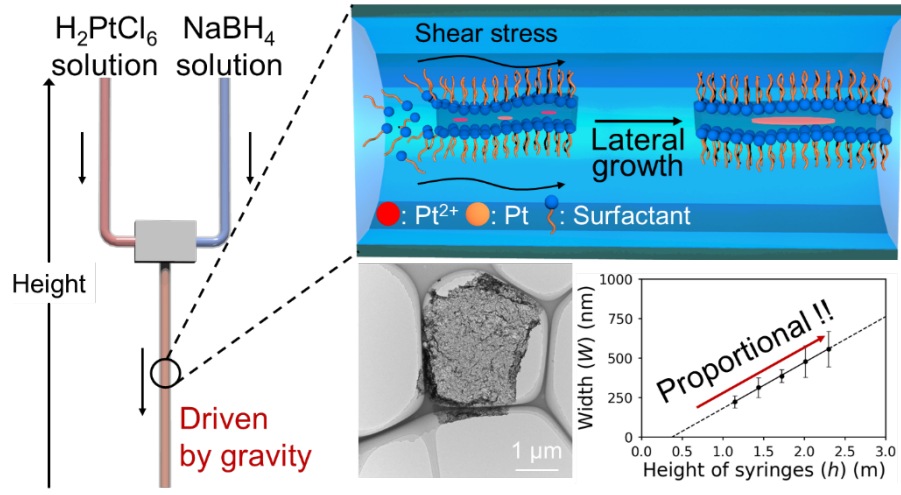 H₂PtCl₆
solution
NaBH₄
solution
Height
Driven
by gravity
Shear stress
Lateral
growth
: Pt²⁺ : Pt : Surfactant
1 μm
Width (W) (nm)
1000
750
500
250
0
Proportional !!
0.0 0.5 1.0 1.5 2.0 2.5 3.0
Height of syringes (h) (m)